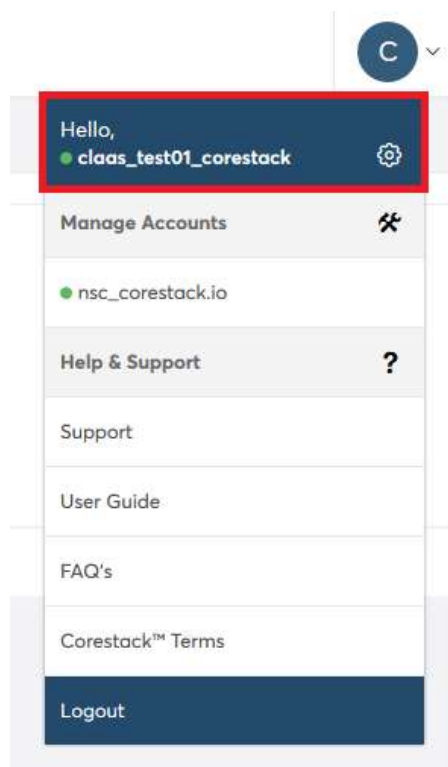 C
Hello,
claas_test01_corestack
Manage Accounts
nsc_corestack.io
Help & Support
?
Support
User Guide
FAQ's
Corestack™ Terms
Logout